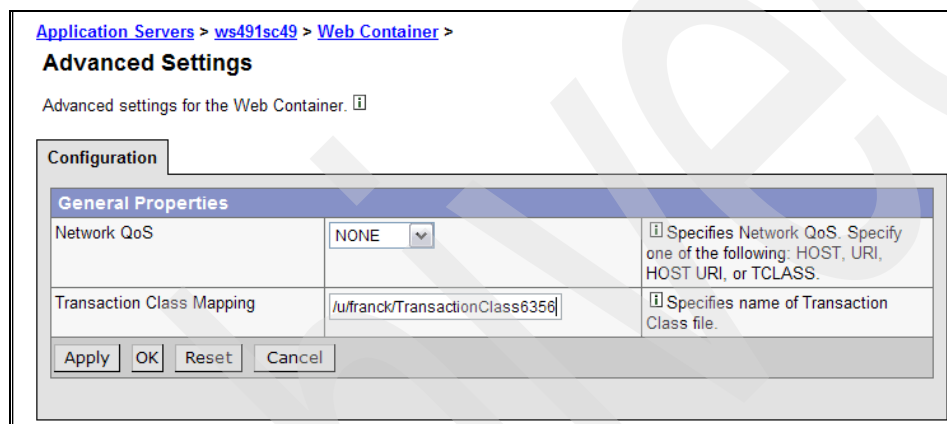 Application Servers > ws491sc49 > Web Container >
Advanced Settings
Advanced settings for the Web Container. i
Configuration
General Properties
Network QoS
NONE
i Specifies Network QoS. Specify
one of the following: HOST, URI,
HOST URI, or TCLASS.
Transaction Class Mapping
/u/franck/TransactionClass6356
i Specifies name of Transaction
Class file.
Apply OK Reset Cancel